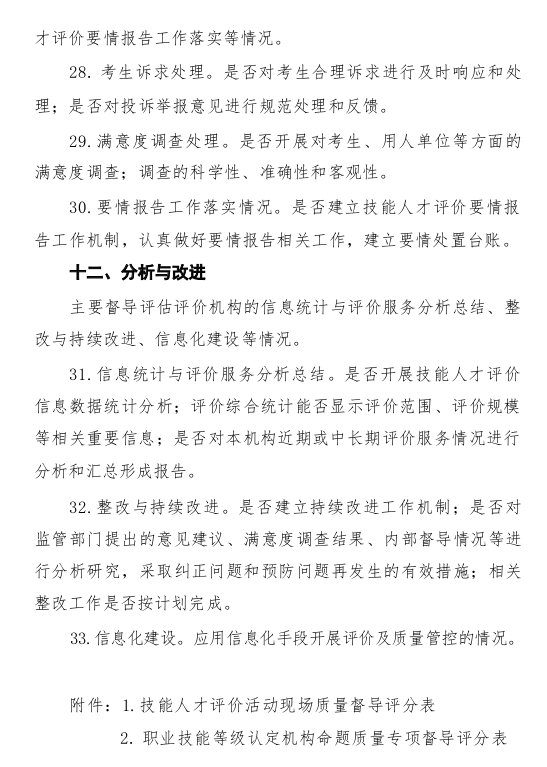 才评价要情报告工作落实等情况。
28. 考生诉求处理。是否对考生合理诉求进行及时响应和处
理；是否对投诉举报意见进行规范处理和反馈。
29.满意度调查处理。是否开展对考生、用人单位等方面的
满意度调查；调查的科学性、准确性和客观性。
30.要情报告工作落实情况。是否建立技能人才评价要情报
告工作机制，认真做好要情报告相关工作，建立要情处置台账。
十二、分析与改进
主要督导评估评价机构的信息统计与评价服务分析总结、整
改与持续改进、信息化建设等情况。
31.信息统计与评价服务分析总结。是否开展技能人才评价
信息数据统计分析；评价综合统计能否显示评价范围、评价规模
等相关重要信息；是否对本机构近期或中长期评价服务情况进行
分析和汇总形成报告。
32.整改与持续改进。是否建立持续改进工作机制；是否对
监管部门提出的意见建议、满意度调查结果、内部督导情况等进
行分析研究，采取纠正问题和预防问题再发生的有效措施；相关
整改工作是否按计划完成。
33.信息化建设。应用信息化手段开展评价及质量管控的情况。
附件：1.技能人才评价活动现场质量督导评分表
2. 职业技能等级认定机构命题质量专项督导评分表